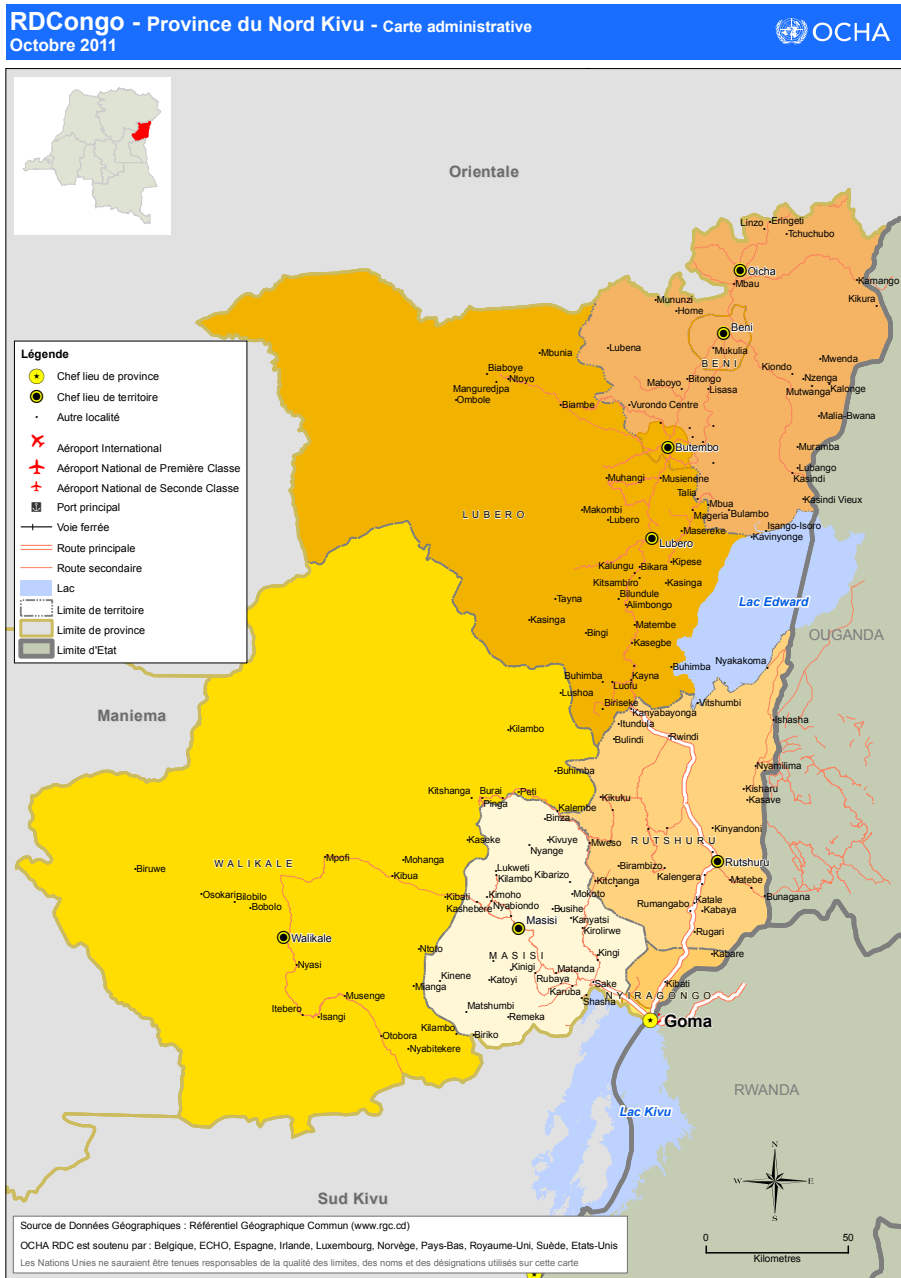 RDCongo - Province du Nord Kivu - Carte administrative
Octobre 2011
OCHA
Orientale
Linzo
Eringeti
Tchuchubo
Oicha
Mbau
Kamango
Kikura
Mununzi
Home
Beni
Mukulia
BENI
Lubena
Mbunia
Biaboye
Ntoyo
Manguredjpa
Ombole
Biambe
Maboyo
Bitongo
Lisasa
Vurondo Centre
Kiondo
Mwenda
Nzenga
Mutwanga
Kalonge
Malia-Bwana
Butembo
Muramba
Lubango
Kasindi
Kasindi Vieux
Muhangi
Musienene
Talia
Mbua
Mageria
Bulambo
Makombi
Lubero
LUBERO
Masereke
Isango-Isoro
Kavinyonge
Lubero
Kalungu
Bikara
Kipese
Kitsambiro
Kasinga
Bilundule
Alimbongo
Tayna
Kasinga
Bingi
Matembe
Kasegbe
Lac Edward
OUGANDA
Nyakakoma
Buhimba
Kayna
Luofu
Buhimba
Lushoa
Biriseke
Kanyabayonga
Vitshumbi
Itundula
Ishasha
Bulindi
Rwindi
Kilambo
Buhimba
Nyamilima
Kisharu
Kasave
Légende
Chef lieu de province
Chef lieu de territoire
Autre localité
Aéroport International
Aéroport National de Première Classe
Aéroport National de Seconde Classe
Port principal
Voie ferrée
Route principale
Route secondaire
Lac
Limite de territoire
Limite de province
Limite d'Etat
Maniema
Kitshanga
Burai
Peti
Pinga
Kalembe
Kikuku
Biriza
Kaseke
Kivuye
Nyange
Mweso
Kinyandoni
RUTSHURU
Rutshuru
Biruwe
WALIKALE
Mpofi
Mohanga
Kibua
Lukweti
Kilambo
Kibarizo
Birambizo
Kalengera
Kitchanga
Matebe
Bunagana
Osokari
Bilobilo
Bobolo
Kibati
Kimoho
Kashebere
Nyabiondo
Mokoto
Busihe
Kanyatsi
Kirolirwe
Rumangabo
Katale
Kabaya
Rugari
Walikale
Masisi
Ntoto
MASISI
Kingi
Kabare
Nyasi
Kinene
Kinigi
Katoyi
Matanda
Rubaya
Karuba
Sake
Shasha
Kibati
NYIRAGONGO
Mianga
Musenge
Itebero
Isangi
Matshumbi
Remeka
Goma
Otobora
Kilambo
Biriko
Nyabitekere
RWANDA
Lac Kivu
N
W
E
S
Sud Kivu
0
50
Kilometres
Source de Données Géographiques : Référentiel Géographique Commun (www.rgc.cd)
OCHA RDC est soutenu par : Belgique, ECHO, Espagne, Irlande, Luxembourg, Norvège, Pays-Bas, Royaume-Uni, Suède, Etats-Unis
Les Nations Unies ne sauraient être tenues responsables de la qualité des limites, des noms et des désignations utilisés sur cette carte